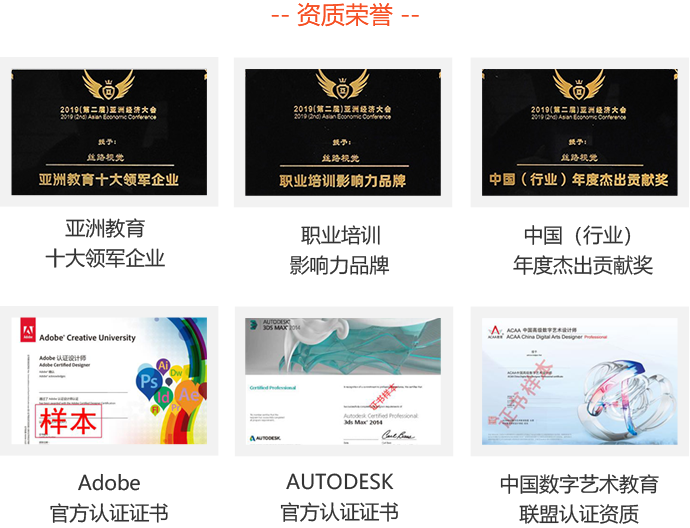 -- 资质荣誉 --
2019(第二届)亚洲经济大会
2019 (2nd) Asian Economic Conference
授予:
丝路视觉
亚洲教育十大领军企业
2019(第二届)亚洲经济大会
2019 (2nd) Asian Economic Conference
授予:
丝路视觉
职业培训影响力品牌
2019(第二届)亚洲经济大会
2019 (2nd) Asian Economic Conference
授予:
丝路视觉
中国（行业）年度杰出贡献奖
亚洲教育
十大领军企业
职业培训
影响力品牌
中国（行业）
年度杰出贡献奖
Adobe
Adobe® Creative University
Adobe 认证设计师
Adobe Certified Designer
Ai
Ps
Dw
Id
Ae
Fl
Pr
样本
AUTODESK
3DS MAX® 2014
Certified Professional
证书样本
Autodesk Certified Professional
3ds Max® 2014
AUTODESK.
ACAA 中国高级数字艺术设计师
ACAA China Digital Arts Designer Professional
证书样本
Adobe
官方认证证书
AUTODESK
官方认证证书
中国数字艺术教育
联盟认证资质